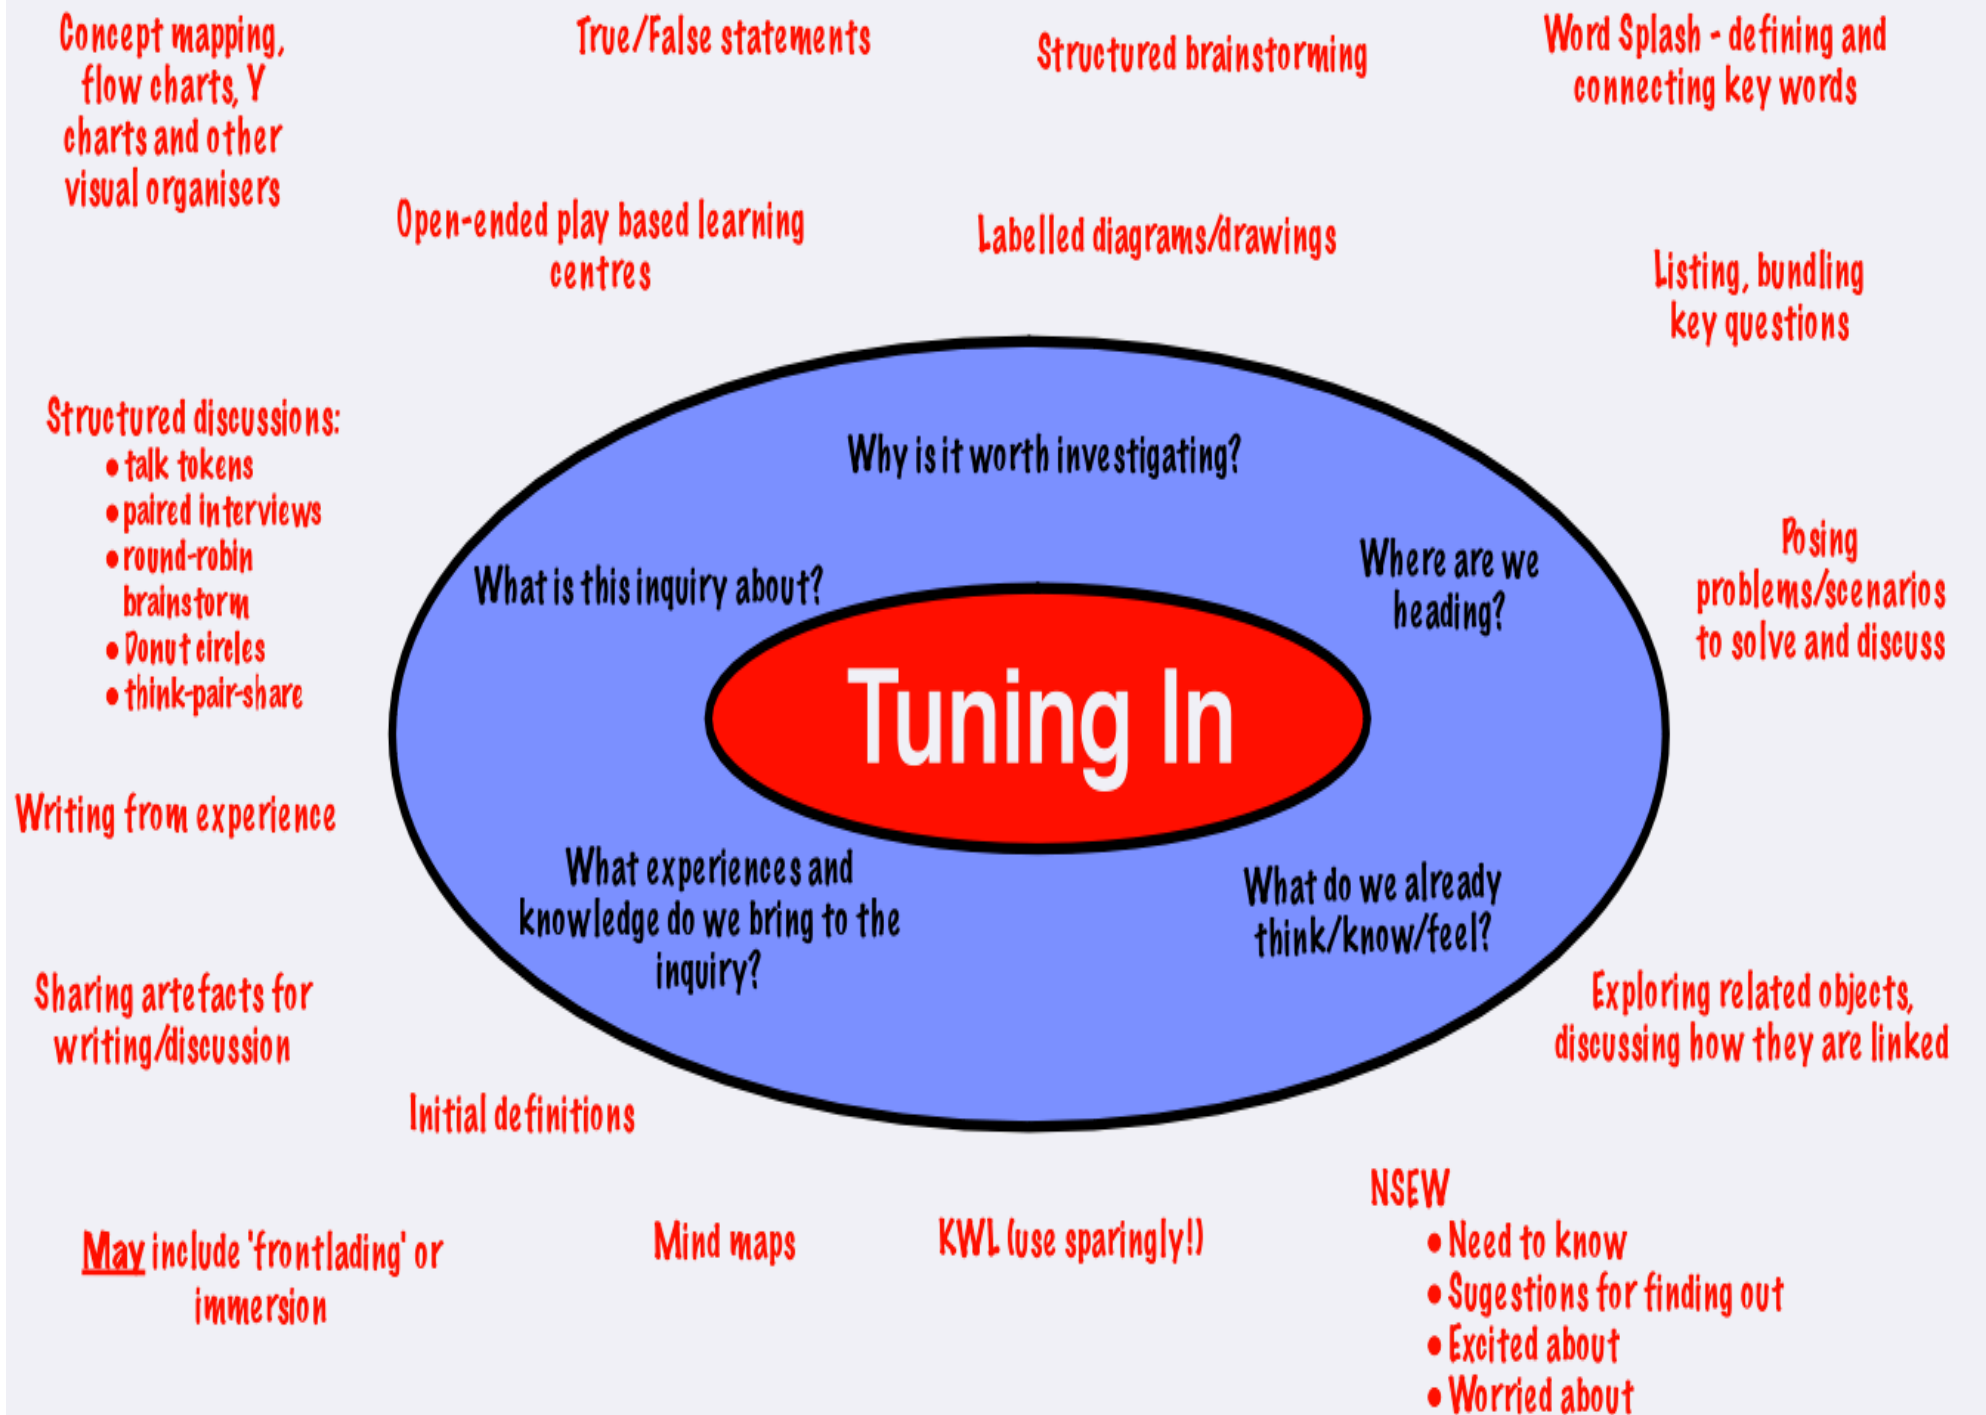 Concept mapping,
flow charts, Y
charts and other
visual organisers
True/False statements
Structured brainstorming
Word Splash - defining and
connecting key words
Open-ended play based learning
centres
Labelled diagrams/drawings
Listing, bundling
key questions
Structured discussions:
• talk tokens
• paired interviews
• round-robin
brainstorm
• Donut circles
• think-pair-share
Why is it worth investigating?
What is this inquiry about?
Where are we
heading?
Posing
problems/scenarios
to solve and discuss
Tuning In
Writing from experience
What experiences and
knowledge do we bring to the
inquiry?
What do we already
think/know/feel?
Sharing artefacts for
writing/discussion
Exploring related objects,
discussing how they are linked
Initial definitions
May include 'frontlading' or
immersion
Mind maps
KWL (use sparingly!)
NSEW
• Need to know
• Sugestions for finding out
• Excited about
• Worried about